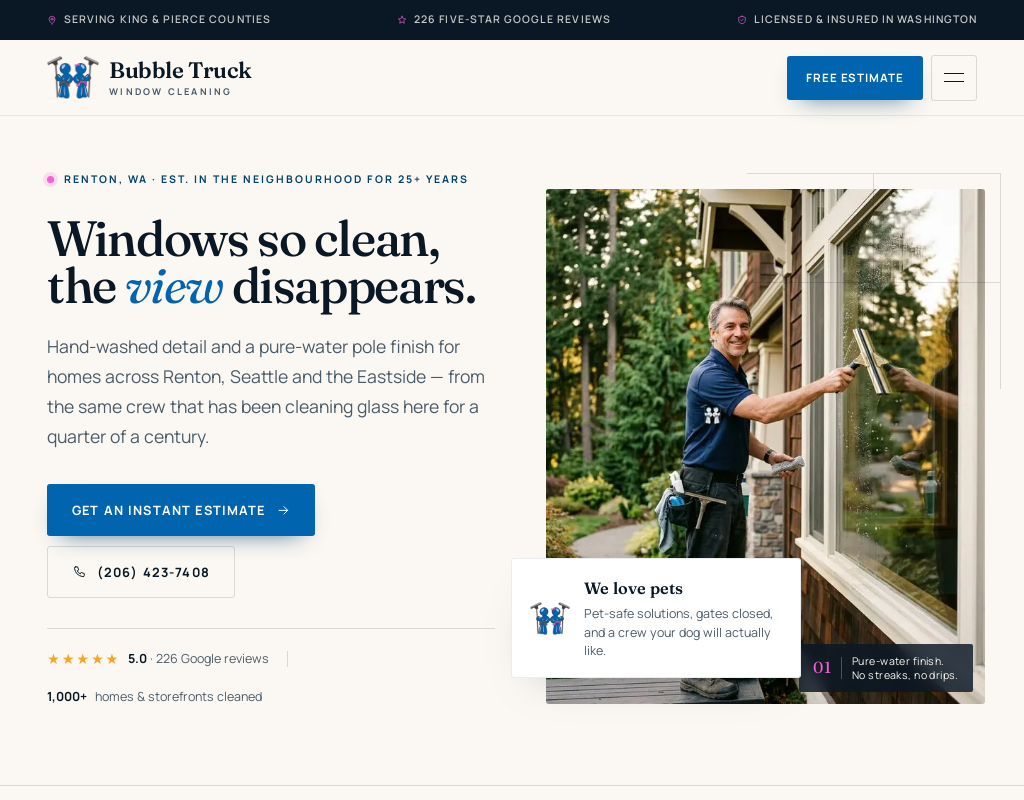 SERVING KING & PIERCE COUNTIES
226 FIVE-STAR GOOGLE REVIEWS
LICENSED & INSURED IN WASHINGTON
Bubble Truck
WINDOW CLEANING
FREE ESTIMATE
RENTON, WA · EST. IN THE NEIGHBOURHOOD FOR 25+ YEARS
Windows so clean,
the view disappears.
Hand-washed detail and a pure-water pole finish for
homes across Renton, Seattle and the Eastside — from
the same crew that has been cleaning glass here for a
quarter of a century.
GET AN INSTANT ESTIMATE →
(206) 423-7408
★★★★★ 5.0 · 226 Google reviews
1,000+ homes & storefronts cleaned
We love pets
Pet-safe solutions, gates closed,
and a crew your dog will actually
like.
01
Pure-water finish.
No streaks, no drips.